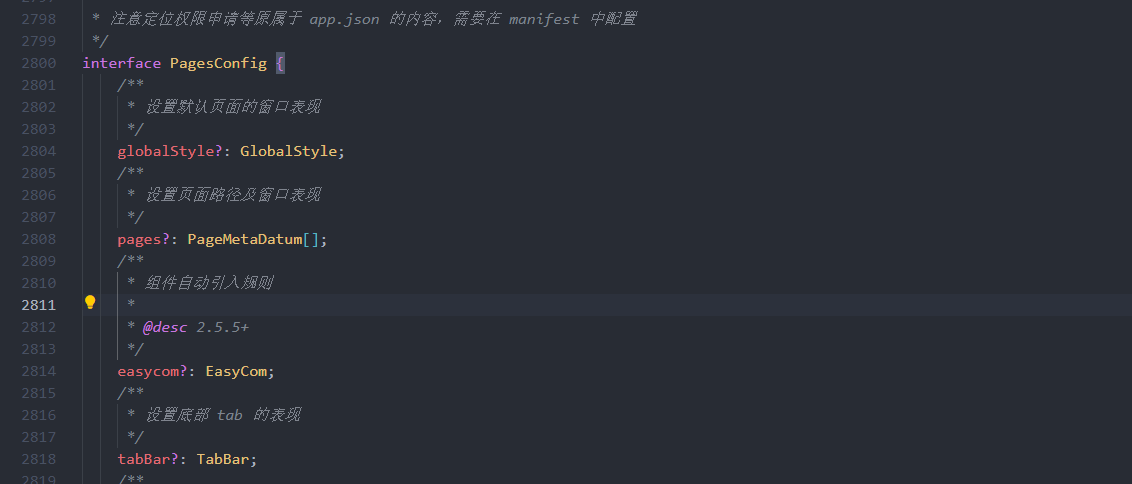 2798 * 注意定位权限申请等原属于 app.json 的内容，需要在 manifest 中配置
2799 */
2800 interface PagesConfig {
2801 /**
2802 * 设置默认页面的窗口表现
2803 */
2804 globalStyle?: GlobalStyle;
2805 /**
2806 * 设置页面路径及窗口表现
2807 */
2808 pages?: PageMetaDatum[];
2809 /**
2810 * 组件自动引入规则
2811 *
2812 * @desc 2.5.5+
2813 */
2814 easycom?: EasyCom;
2815 /**
2816 * 设置底部 tab 的表现
2817 */
2818 tabBar?: TabBar;
2819 /**